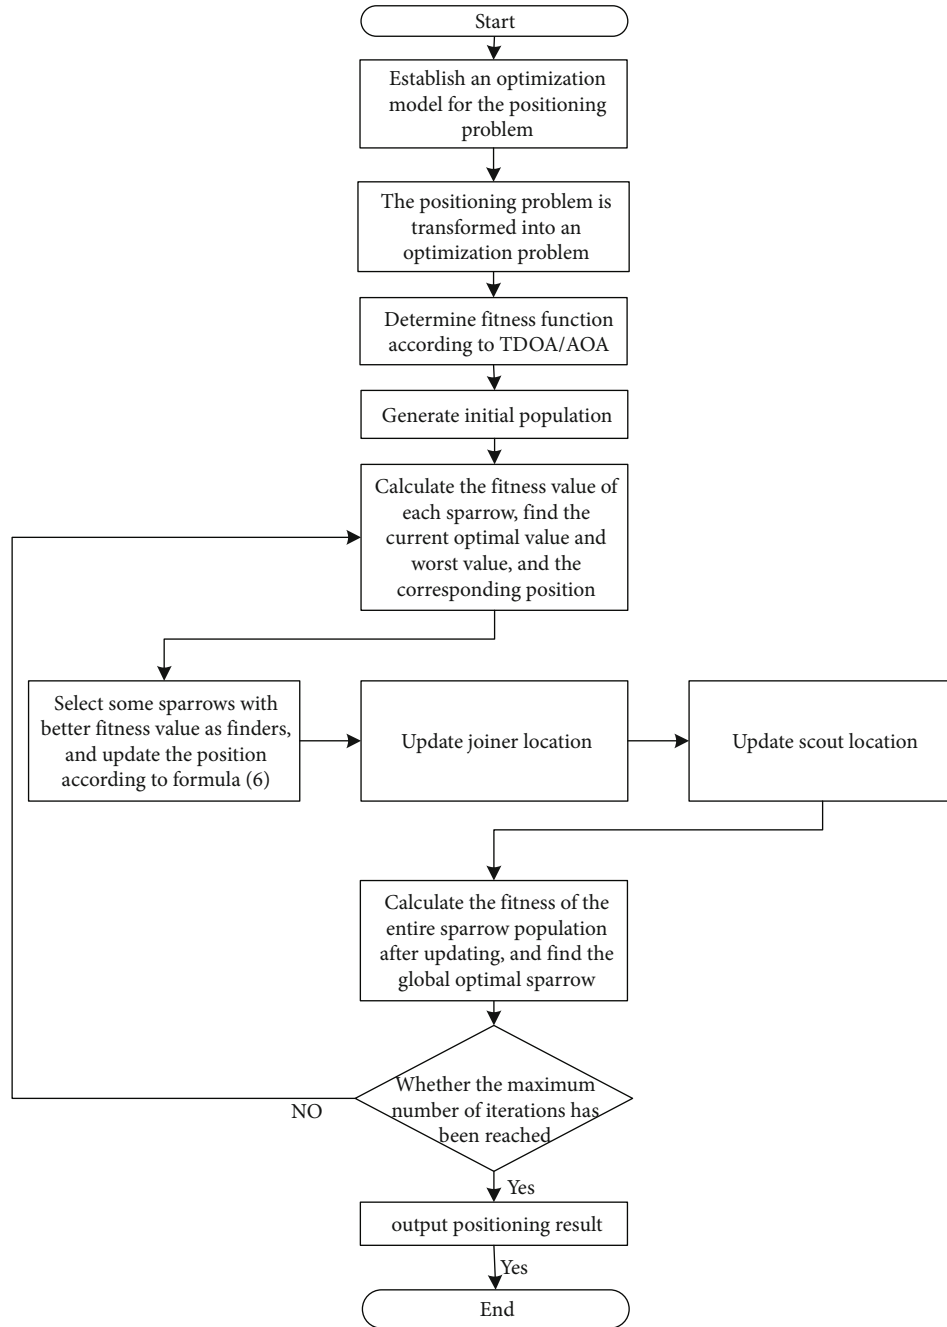 Start
Establish an optimization
model for the positioning
problem
The positioning problem is
transformed into an
optimization problem
Determine fitness function
according to TDOA/AOA
Generate initial population
Calculate the fitness value of
each sparrow, find the
current optimal value and
worst value, and the
corresponding position
Select some sparrows with
better fitness value as finders,
and update the position
according to formula (6)
Update joiner location
Update scout location
Calculate the fitness of the
entire sparrow population
after updating, and find the
global optimal sparrow
Whether the maximum
number of iterations has
been reached
NO
Yes
output positioning result
Yes
End